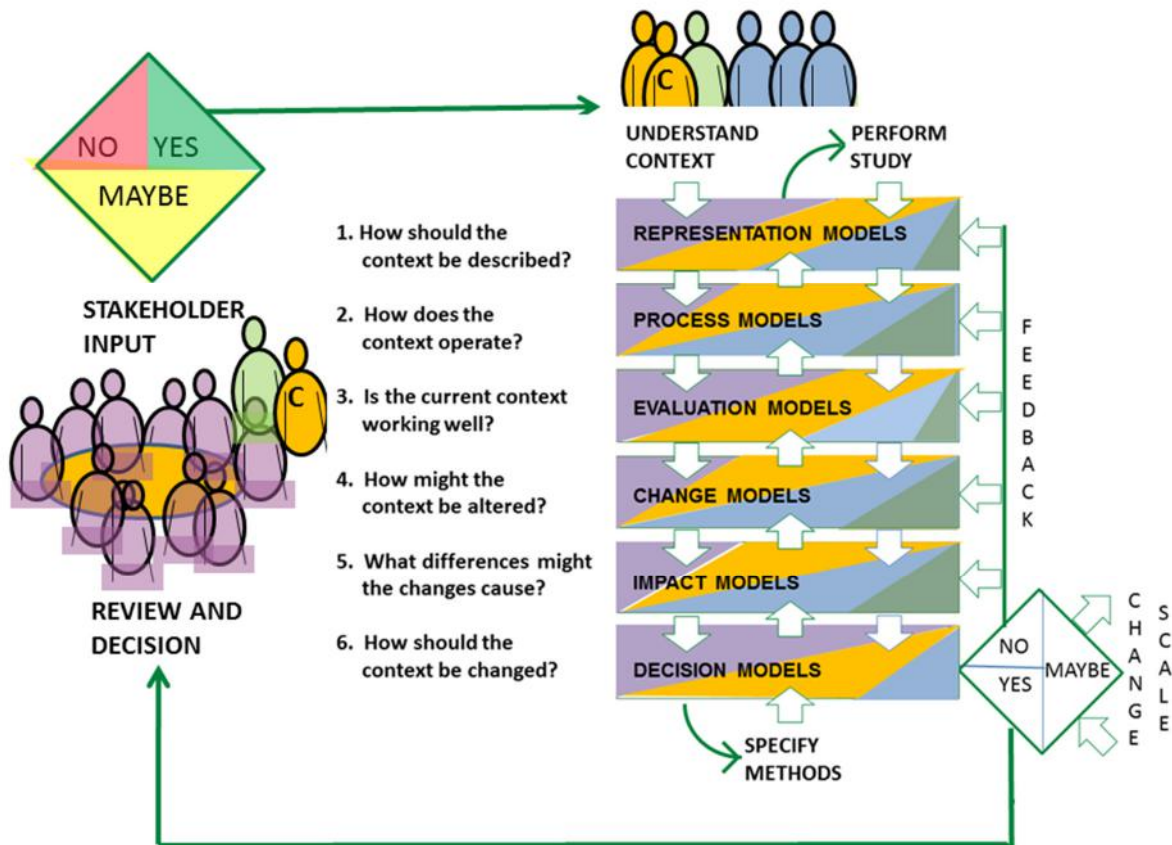 NO YES
MAYBE
C
UNDERSTAND
CONTEXT
PERFORM
STUDY
STAKEHOLDER
INPUT
C
REVIEW AND
DECISION
1. How should the
context be described?
2. How does the
context operate?
3. Is the current context
working well?
4. How might the
context be altered?
5. What differences might
the changes cause?
6. How should the
context be changed?
REPRESENTATION MODELS
PROCESS MODELS
EVALUATION MODELS
CHANGE MODELS
IMPACT MODELS
DECISION MODELS
SPECIFY
METHODS
FEEDBACK
NO
YES
MAYBE
CHANGE
SCALE